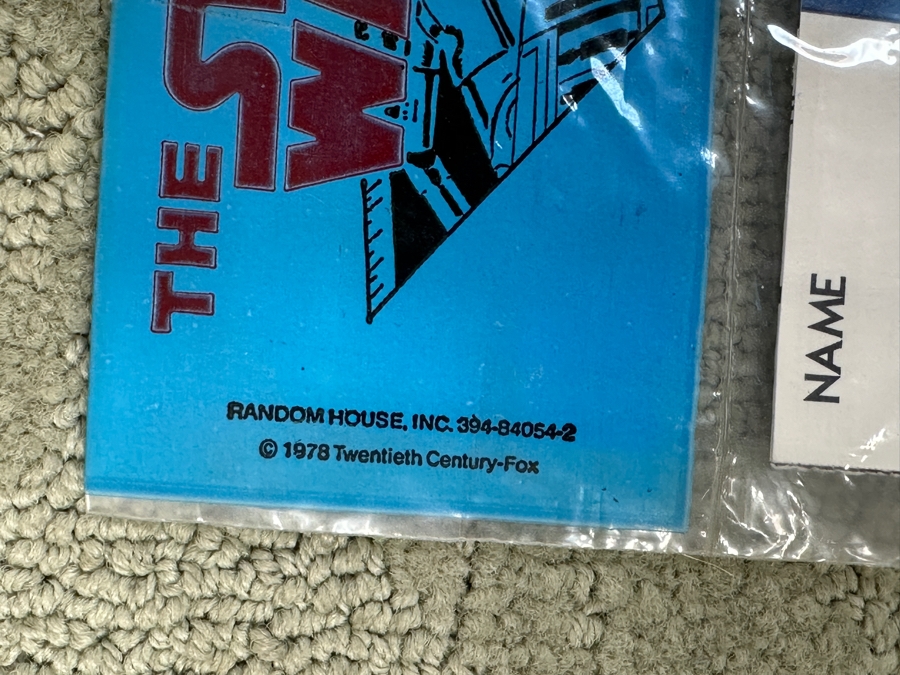 THE
RANDOM HOUSE, INC. 394-84054-2
© 1978 Twentieth Century-Fox
NAME